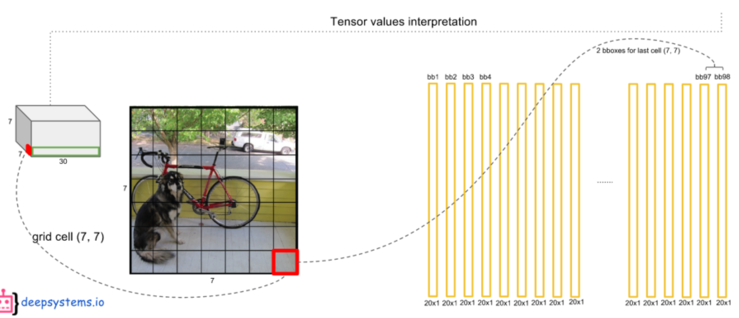 Tensor values interpretation
2 bboxes for last cell (7, 7)
bb1 bb2 bb3 bb4
bb97 bb98
7
7
30
7
grid cell (7, 7)
7
........
20x1 20x1 20x1 20x1 20x1 20x1 20x1 20x1 20x1
20x1 20x1 20x1 20x1 20x1 20x1
deepsystems.io